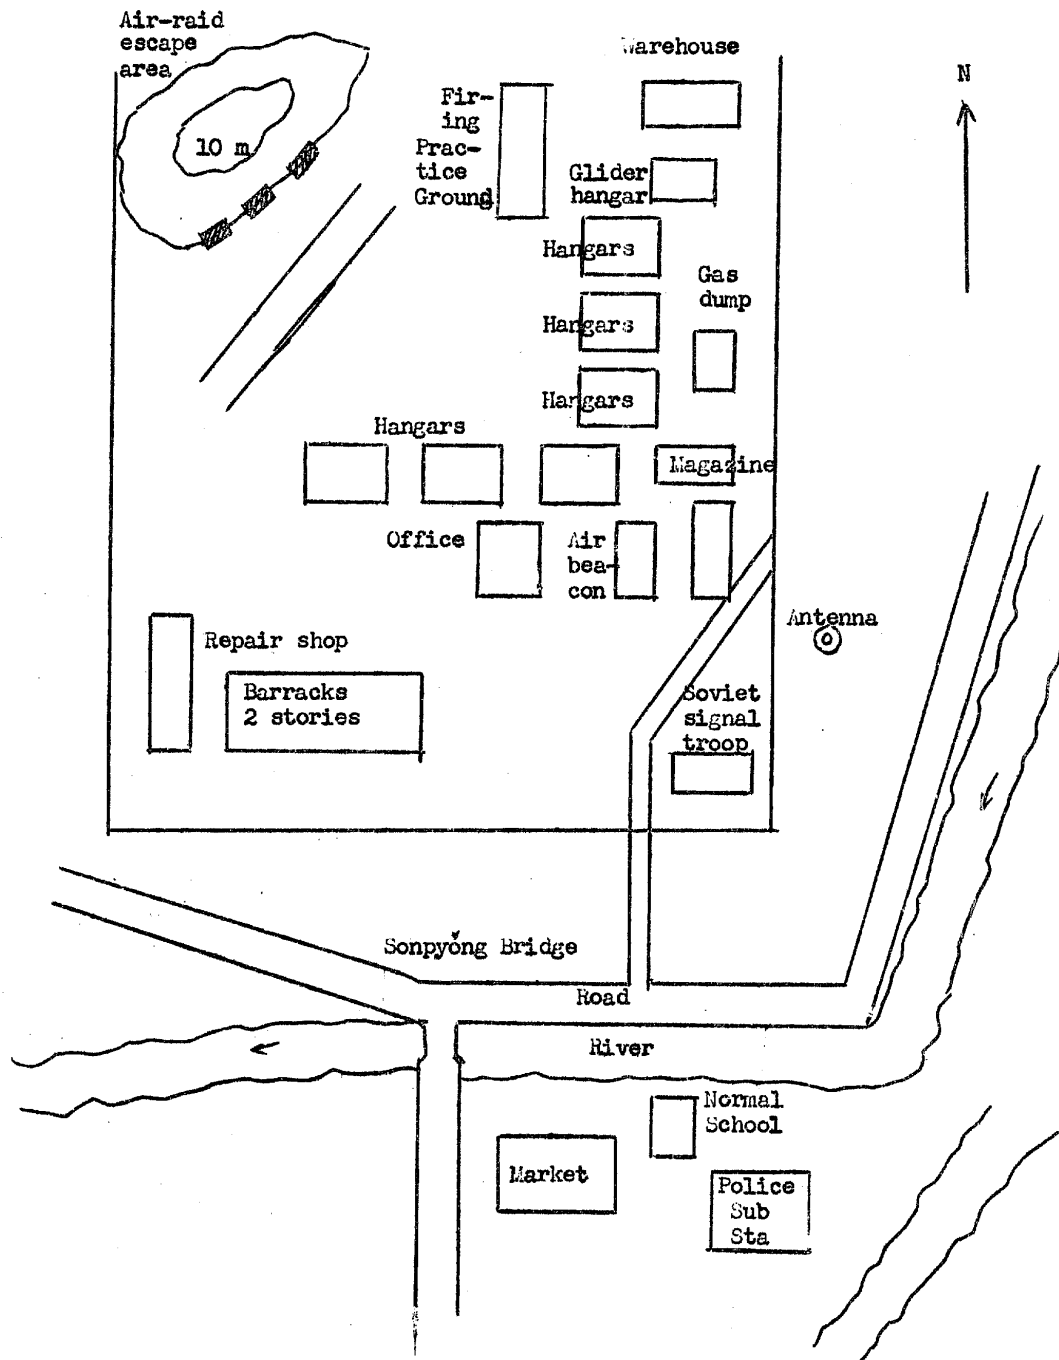 Air-raid
escape
area
Warehouse
N
Fir-
ing
Prac-
tice
Ground
10 m
Glider
hangar
Hangars
Gas
dump
Hangars
Hangars
Hangars
Magazine
Office
Air
bea-
con
Antenna
Repair shop
Barracks
2 stories
Soviet
signal
troop
Sonpyŏng Bridge
Road
River
Normal
School
Market
Police
Sub
Sta